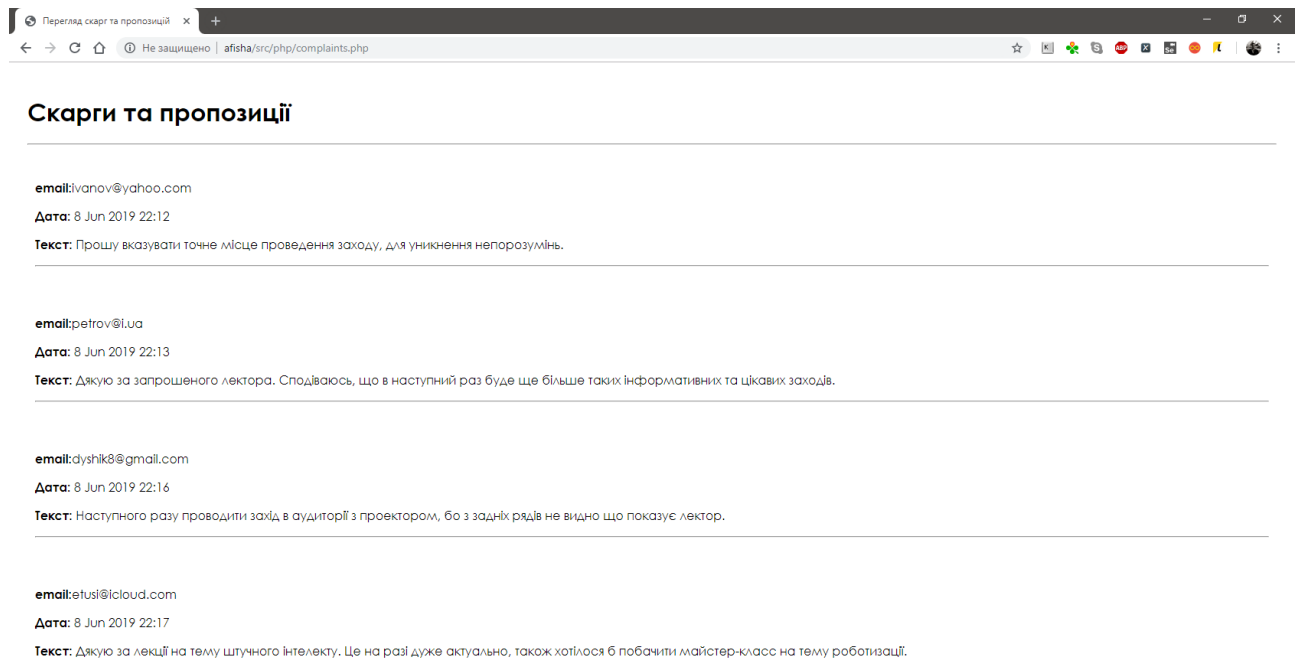 Перегляд скарг та пропозицій
Не защищено | afisha/src/php/complaints.php
Скарги та пропозиції
email:ivanov@yahoo.com
Дата: 8 Jun 2019 22:12
Текст: Прошу вказувати точне місце проведення заходу, для уникнення непорозумінь.
email:petrov@i.ua
Дата: 8 Jun 2019 22:13
Текст: Дякую за запрошеного лектора. Сподіваюсь, що в наступний раз буде ще більше таких інформативних та цікавих заходів.
email:dyshik8@gmail.com
Дата: 8 Jun 2019 22:16
Текст: Наступного разу проводити захід в аудиторії з проектором, бо з задніх рядів не видно що показує лектор.
email:etusi@icloud.com
Дата: 8 Jun 2019 22:17
Текст: Дякую за лекції на тему штучного інтелекту. Це на разі дуже актуально, також хотілося б побачити майстер-класс на тему роботизації.